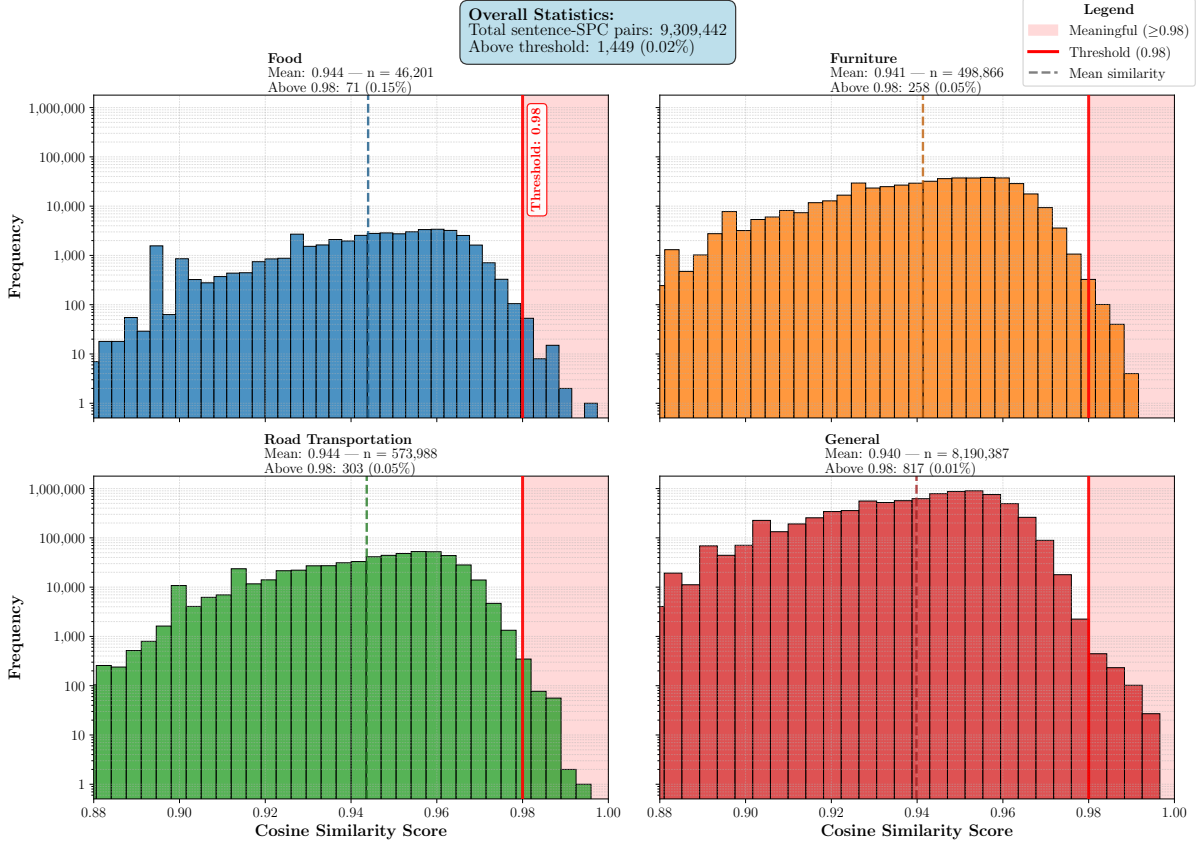 Overall Statistics:
Total sentence-SPC pairs: 9,309,442
Above threshold: 1,449 (0.02%)
Legend
Meaningful (≥0.98)
Threshold (0.98)
Mean similarity
Food
Mean: 0.944 — n = 46,201
Above 0.98: 71 (0.15%)
Furniture
Mean: 0.941 — n = 498,866
Above 0.98: 258 (0.05%)
1,000,000
100,000
10,000
1,000
100
10
1
Frequency
Threshold: 0.98
Road Transportation
Mean: 0.944 — n = 573,988
Above 0.98: 303 (0.05%)
General
Mean: 0.940 — n = 8,190,387
Above 0.98: 817 (0.01%)
1,000,000
100,000
10,000
1,000
100
10
1
Frequency
0.88 0.90 0.92 0.94 0.96 0.98
Cosine Similarity Score
1.00 0.88
0.90 0.92 0.94 0.96 0.98 1.00
Cosine Similarity Score